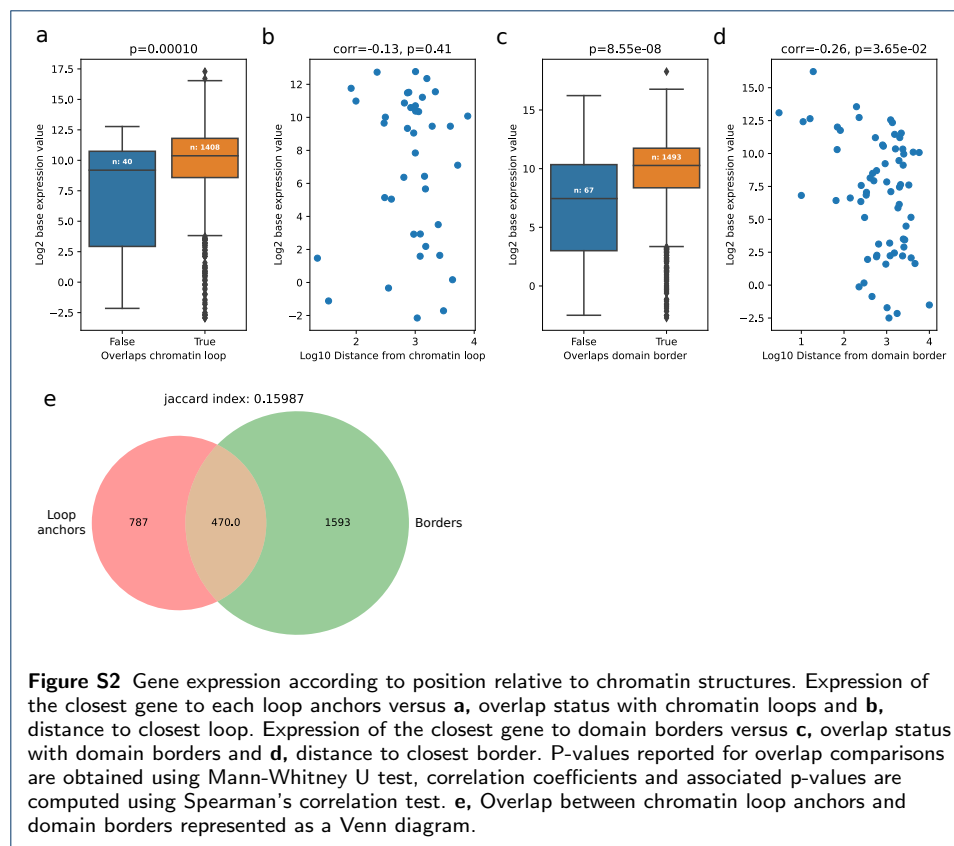 a
p=0.00010
Log2 base expression value
17.5
15.0
12.5
10.0
7.5
5.0
2.5
0.0
−2.5
n: 40
n: 1408
False
True
Overlaps chromatin loop
b
corr=-0.13, p=0.41
Log2 base expression value
12
10
8
6
4
2
0
−2
2
3
4
Log10 Distance from chromatin loop
c
p=8.55e-08
Log2 base expression value
15
10
5
0
n: 67
n: 1493
False
True
Overlaps domain border
d
corr=-0.26, p=3.65e-02
Log2 base expression value
15.0
12.5
10.0
7.5
5.0
2.5
0.0
−2.5
1
2
3
4
Log10 Distance from domain border
e
jaccard index: 0.15987
Loop
anchors
787
470.0
1593
Borders
Figure S2 Gene expression according to position relative to chromatin structures. Expression of
the closest gene to each loop anchors versus a, overlap status with chromatin loops and b,
distance to closest loop. Expression of the closest gene to domain borders versus c, overlap status
with domain borders and d, distance to closest border. P-values reported for overlap comparisons
are obtained using Mann-Whitney U test, correlation coefficients and associated p-values are
computed using Spearman's correlation test. e, Overlap between chromatin loop anchors and
domain borders represented as a Venn diagram.